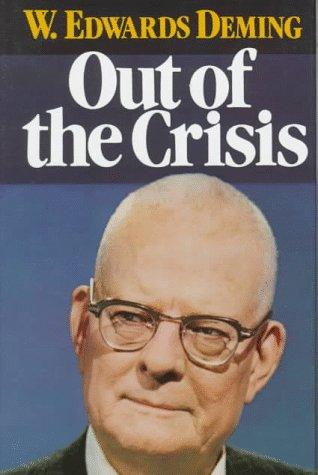 W. EDWARDS DEMING
Out of
the Crisis